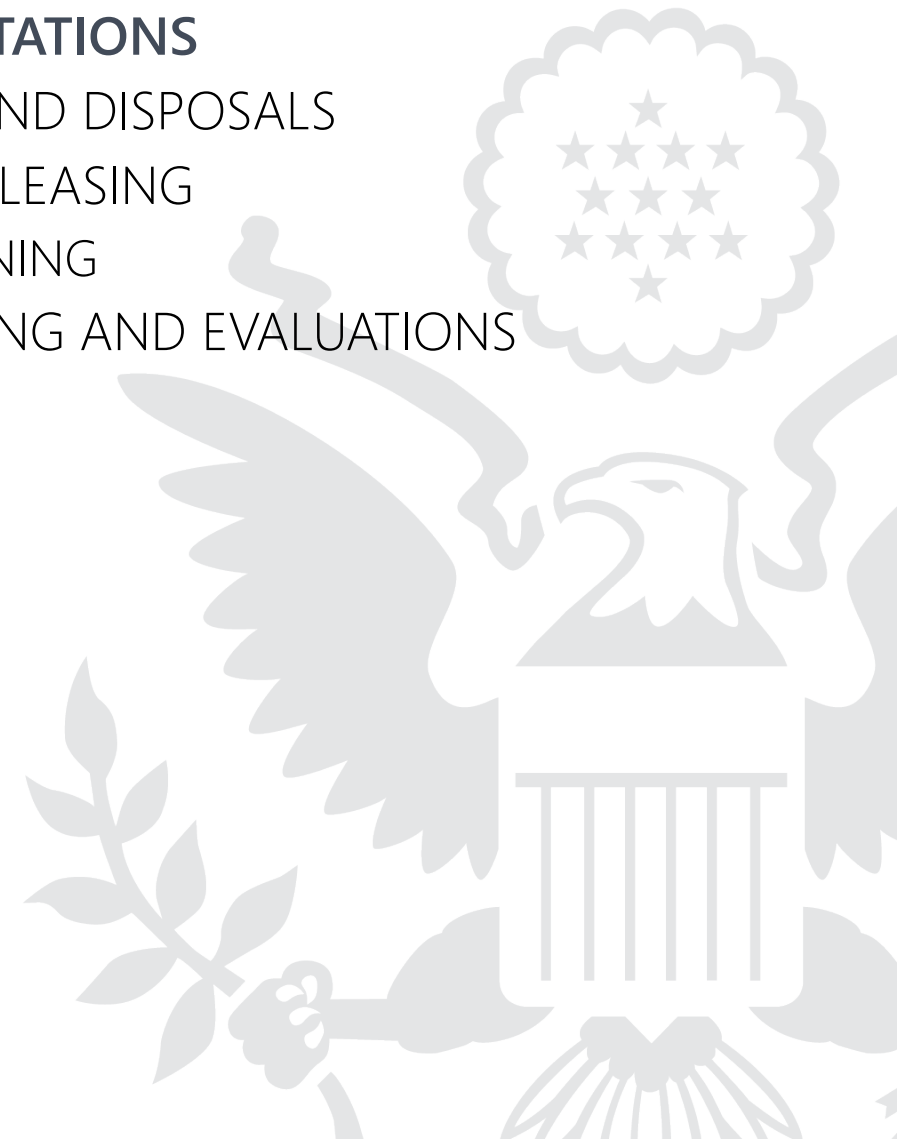 TATIONS
ND DISPOSALS
LEASING
NING
NG AND EVALUATIONS